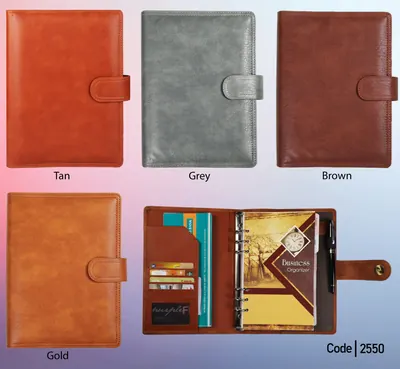 Tan
Grey
Brown
Gold
Business
Organizer
Code | 2550